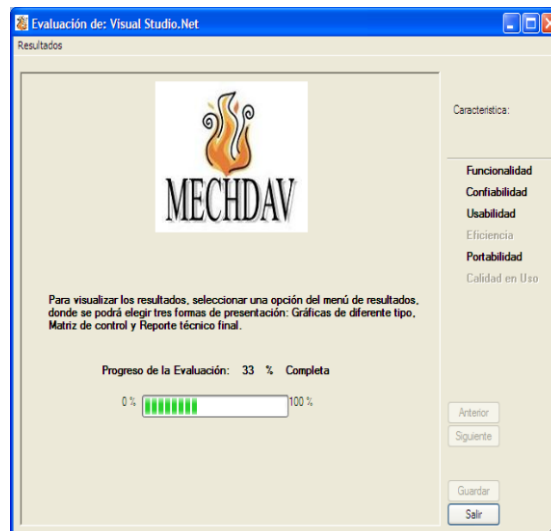 Evaluación de: Visual Studio.Net
Resultados
MECHDAV
Para visualizar los resultados, seleccionar una opción del menú de resultados,
donde se podrá elegir tres formas de presentación: Gráficas de diferente tipo,
Matriz de control y Reporte técnico final.
Progreso de la Evaluación: 33 % Completa
0 % 100 %
Caracteristica:
Funcionalidad
Confiabilidad
Usabilidad
Eficiencia
Portabilidad
Calidad en Uso
Anterior
Siguiente
Guardar
Salir